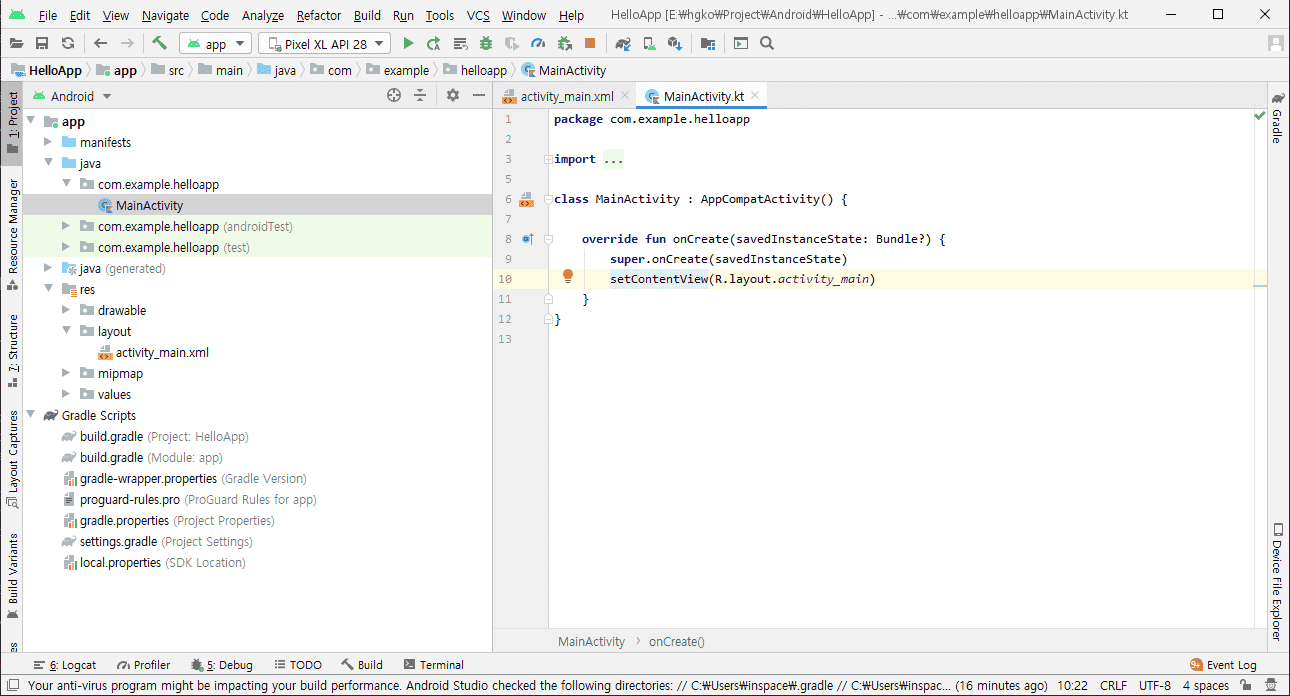 File Edit View Navigate Code Analyze Refactor Build Run Tools VCS Window Help HelloApp [E:₩hgko₩Project₩Android₩HelloApp] - ...₩com₩example₩helloapp₩MainActivity.kt
app Pixel XL API 28
HelloApp app src main java com example helloapp MainActivity
1: Project
Resource Manager
7: Structure
Layout Captures
Build Variants
Android
app
manifests
java
com.example.helloapp
MainActivity
com.example.helloapp (androidTest)
com.example.helloapp (test)
java (generated)
res
drawable
layout
activity_main.xml
mipmap
values
Gradle Scripts
build.gradle (Project: HelloApp)
build.gradle (Module: app)
gradle-wrapper.properties (Gradle Version)
proguard-rules.pro (ProGuard Rules for app)
gradle.properties (Project Properties)
settings.gradle (Project Settings)
local.properties (SDK Location)
activity_main.xml MainActivity.kt
1 package com.example.helloapp
2
3 import ...
5
6 class MainActivity : AppCompatActivity() {
7
8 override fun onCreate(savedInstanceState: Bundle?) {
9 super.onCreate(savedInstanceState)
10 setContentView(R.layout.activity_main)
11 }
12 }
13
MainActivity › onCreate()
Gradle
Device File Explorer
6: Logcat Profiler 5: Debug TODO Build Terminal 9+ Event Log
Your anti-virus program might be impacting your build performance. Android Studio checked the following directories: // C:₩Users₩inspace₩.gradle // C:₩Users₩inspac... (16 minutes ago) 10:22 CRLF UTF-8 4 spaces